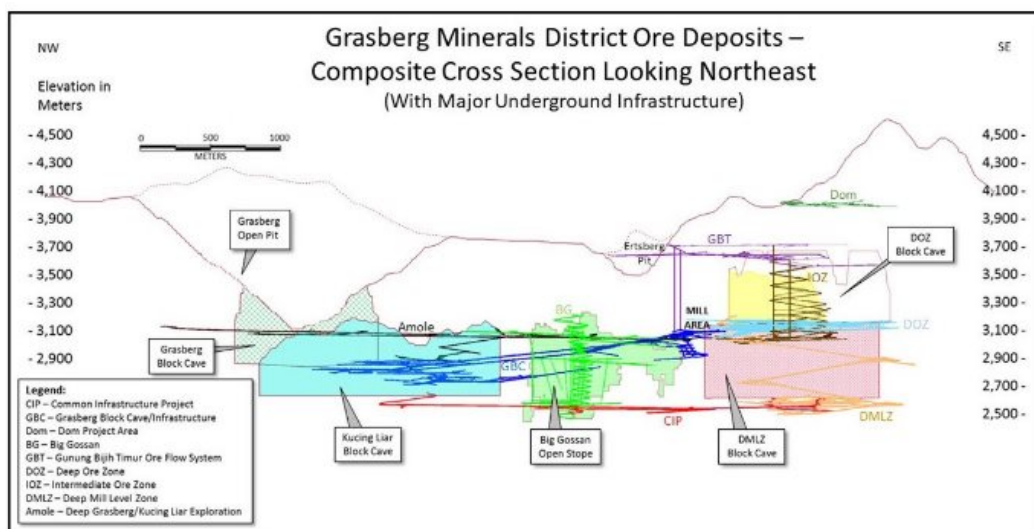 Grasberg Minerals District Ore Deposits –
Composite Cross Section Looking Northeast
(With Major Underground Infrastructure)
NW
SE
Elevation in
Meters
0 500 1000
METERS
- 4,500
- 4,300
- 4,100
- 3,900
- 3,700
- 3,500
- 3,300
- 3,100
- 2,900
- 2,700
- 2,500
4,500 -
4,300 -
4,100 -
3,900 -
3,700 -
3,500 -
3,300 -
3,100 -
2,900 -
2,700 -
2,500 -
Grasberg
Open Pit
Ertsberg
Pit
GBT
Dom
DOZ
Block Cave
IOZ
BG
MILL
AREA
DOZ
Amole
Grasberg
Block Cave
GBC
Kucing Liar
Block Cave
Big Gossan
Open Stope
CIP
DMLZ
Block Cave
DMLZ
Legend:
CIP – Common Infrastructure Project
GBC – Grasberg Block Cave/Infrastructure
Dom – Dom Project Area
BG – Big Gossan
GBT – Gunung Bijih Timur Ore Flow System
DOZ – Deep Ore Zone
IOZ – Intermediate Ore Zone
DMLZ – Deep Mill Level Zone
Amole – Deep Grasberg/Kucing Liar Exploration